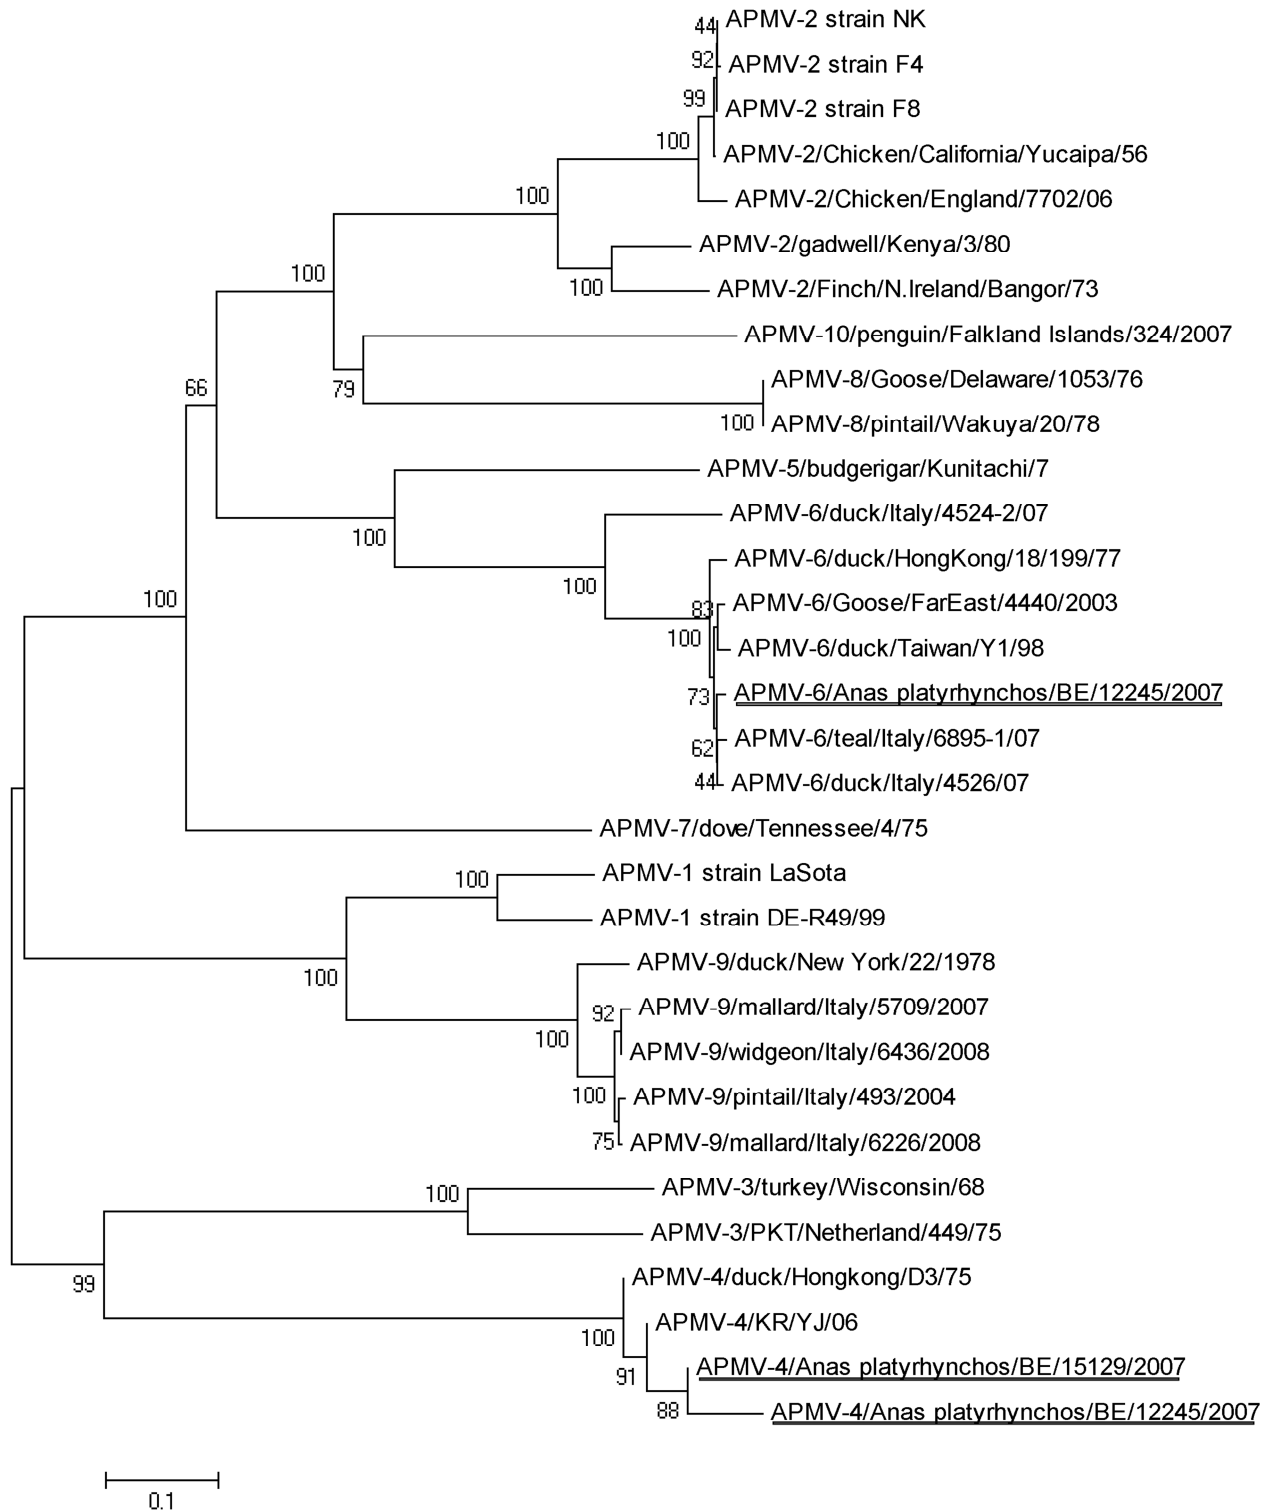 44
APMV-2 strain NK
92
APMV-2 strain F4
99
APMV-2 strain F8
100
APMV-2/Chicken/California/Yucaipa/56
100
APMV-2/Chicken/England/7702/06
APMV-2/gadwell/Kenya/3/80
100
100
APMV-2/Finch/N.Ireland/Bangor/73
APMV-10/penguin/Falkland Islands/324/2007
66
79
APMV-8/Goose/Delaware/1053/76
100
APMV-8/pintail/Wakuya/20/78
APMV-5/budgerigar/Kunitachi/7
100
APMV-6/duck/Italy/4524-2/07
100
APMV-6/duck/HongKong/18/199/77
100
83
APMV-6/Goose/FarEast/4440/2003
100
APMV-6/duck/Taiwan/Y1/98
73
APMV-6/Anas platyrhynchos/BE/12245/2007
62
APMV-6/teal/Italy/6895-1/07
44
APMV-6/duck/Italy/4526/07
APMV-7/dove/Tennessee/4/75
100
APMV-1 strain LaSota
APMV-1 strain DE-R49/99
100
APMV-9/duck/New York/22/1978
92
APMV-9/mallard/Italy/5709/2007
100
APMV-9/widgeon/Italy/6436/2008
100
APMV-9/pintail/Italy/493/2004
75
APMV-9/mallard/Italy/6226/2008
100
APMV-3/turkey/Wisconsin/68
APMV-3/PKT/Netherland/449/75
99
APMV-4/duck/Hongkong/D3/75
100
APMV-4/KR/YJ/06
91
APMV-4/Anas platyrhynchos/BE/15129/2007
88
APMV-4/Anas platyrhynchos/BE/12245/2007
0.1